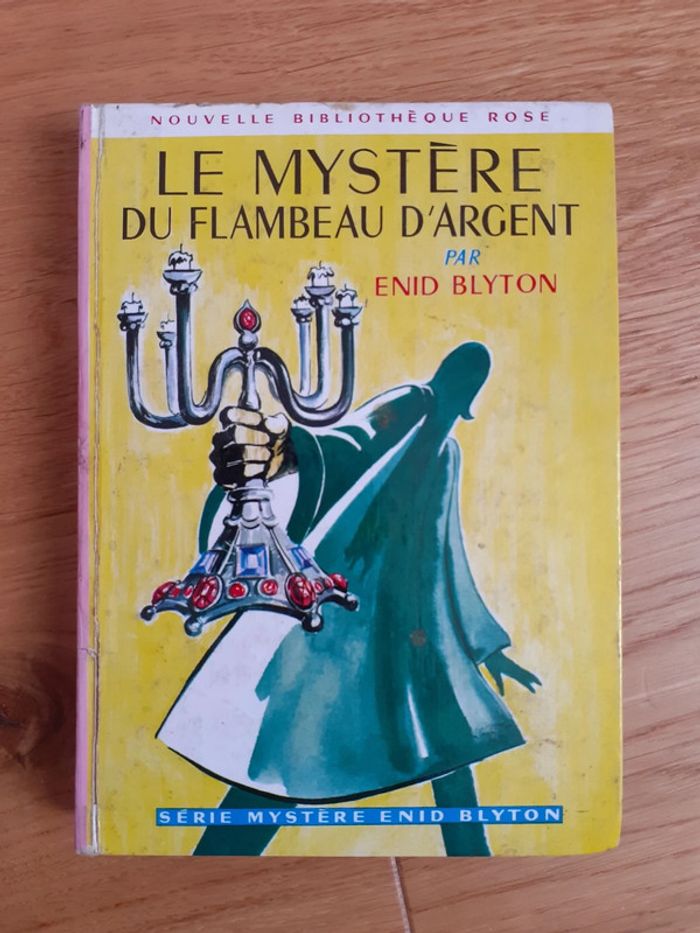 NOUVELLE BIBLIOTHÈQUE ROSE
LE MYSTÈRE
DU FLAMBEAU D'ARGENT
PAR
ENID BLYTON
SÉRIE MYSTÈRE ENID BLYTON